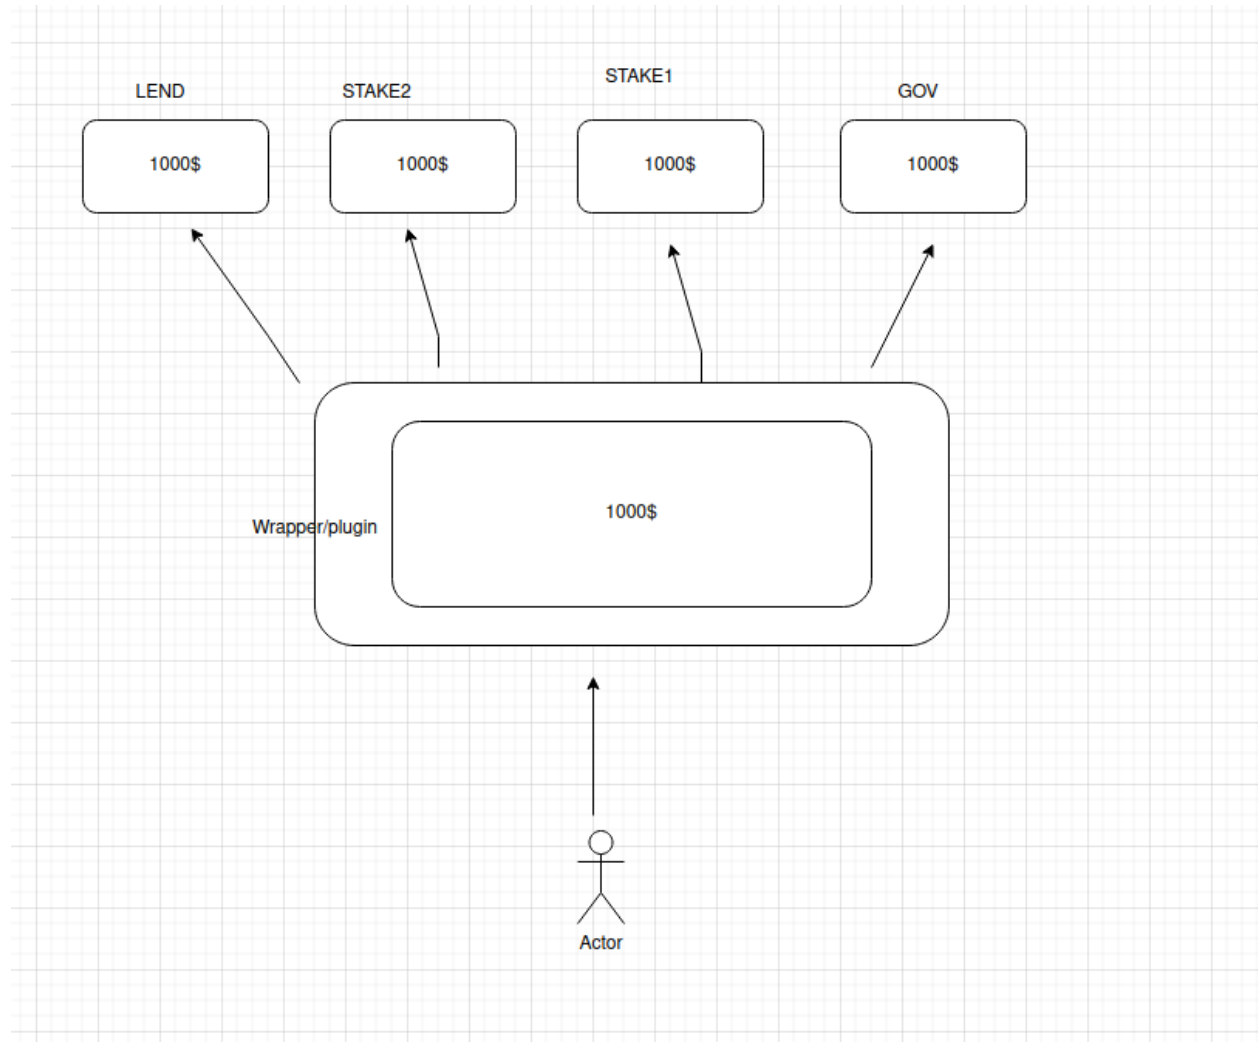 LEND
STAKE2
STAKE1
GOV
1000$
1000$
1000$
1000$
1000$
Wrapper/plugin
Actor